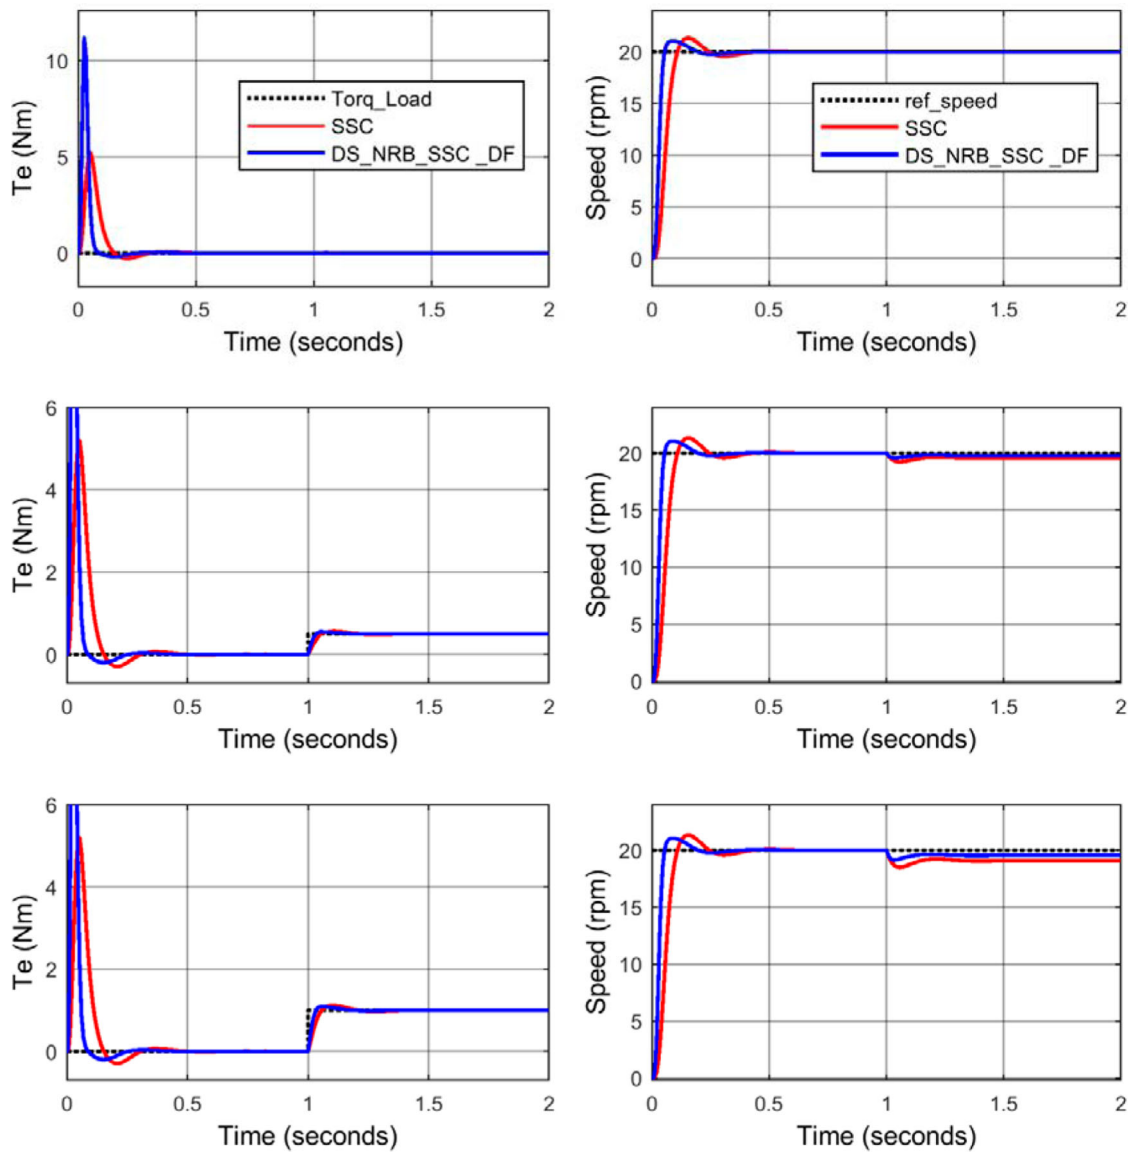 Te (Nm)
10
5
0
Torq_Load
SSC
DS_NRB_SSC _DF
0 0.5 1 1.5 2
Time (seconds)
Speed (rpm)
20
15
10
5
0
ref_speed
SSC
DS_NRB_SSC _DF
0 0.5 1 1.5 2
Time (seconds)
Te (Nm)
6
4
2
0
0 0.5 1 1.5 2
Time (seconds)
Speed (rpm)
20
15
10
5
0
0 0.5 1 1.5 2
Time (seconds)
Te (Nm)
6
4
2
0
0 0.5 1 1.5 2
Time (seconds)
Speed (rpm)
20
15
10
5
0
0 0.5 1 1.5 2
Time (seconds)